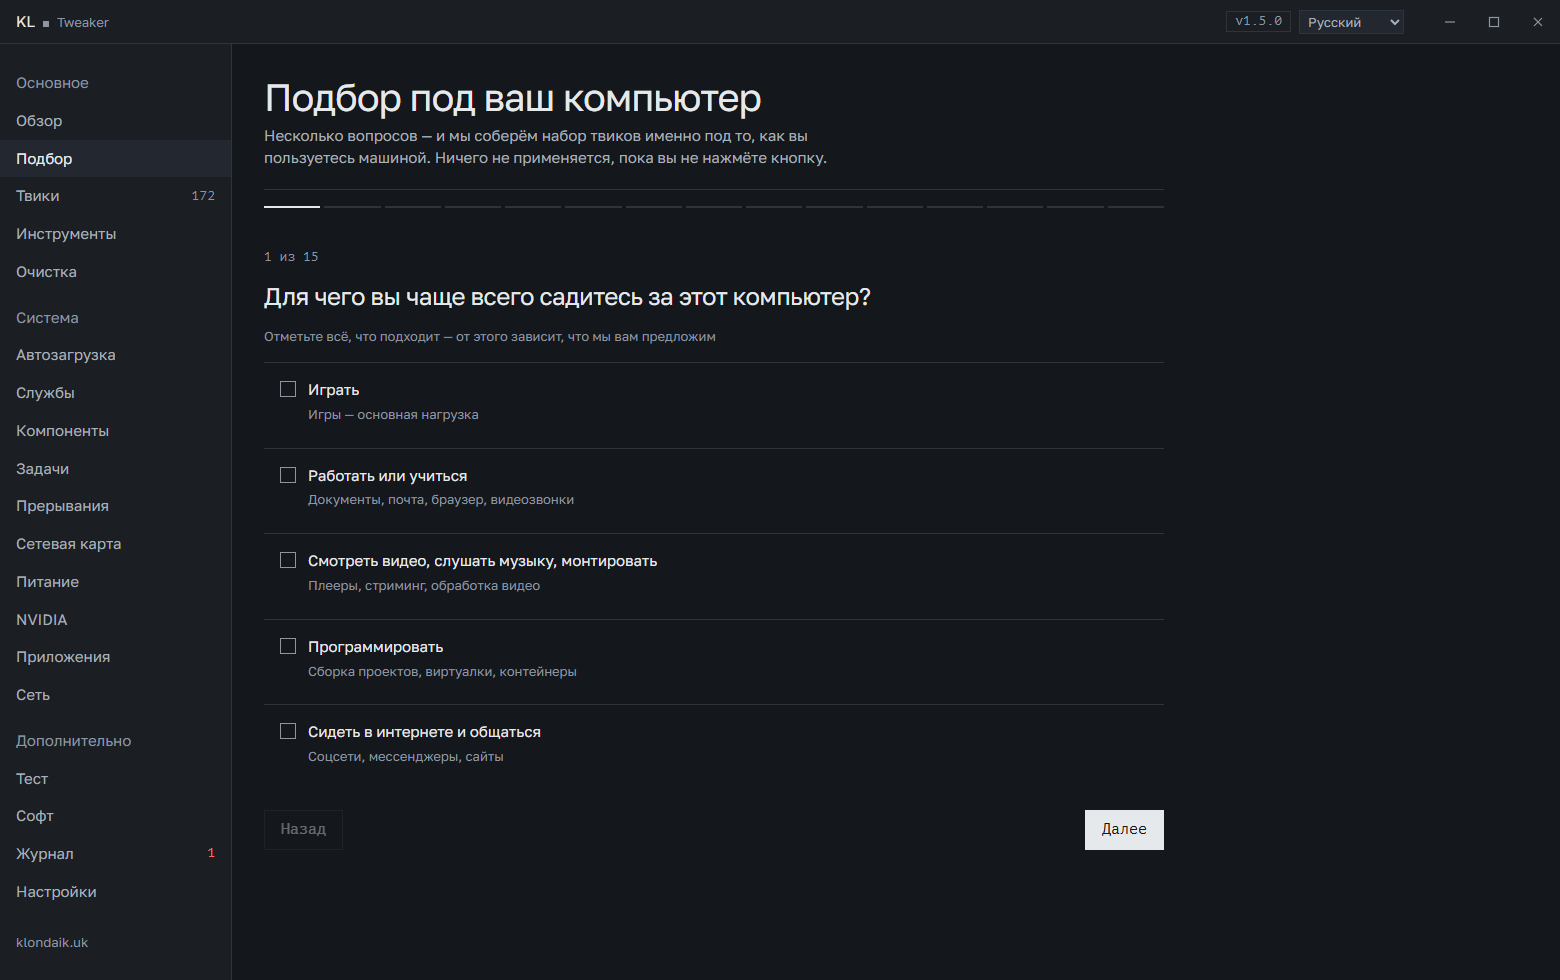 KL Tweaker
v1.5.0
Русский
Основное
Обзор
Подбор
Твики 172
Инструменты
Очистка
Система
Автозагрузка
Службы
Компоненты
Задачи
Прерывания
Сетевая карта
Питание
NVIDIA
Приложения
Сеть
Дополнительно
Тест
Софт
Журнал 1
Настройки
klondaik.uk
Подбор под ваш компьютер
Несколько вопросов — и мы соберём набор твиков именно под то, как вы
пользуетесь машиной. Ничего не применяется, пока вы не нажмёте кнопку.
1 из 15
Для чего вы чаще всего садитесь за этот компьютер?
Отметьте всё, что подходит — от этого зависит, что мы вам предложим
Играть
Игры — основная нагрузка
Работать или учиться
Документы, почта, браузер, видеозвонки
Смотреть видео, слушать музыку, монтировать
Плееры, стриминг, обработка видео
Программировать
Сборка проектов, виртуалки, контейнеры
Сидеть в интернете и общаться
Соцсети, мессенджеры, сайты
Назад
Далее